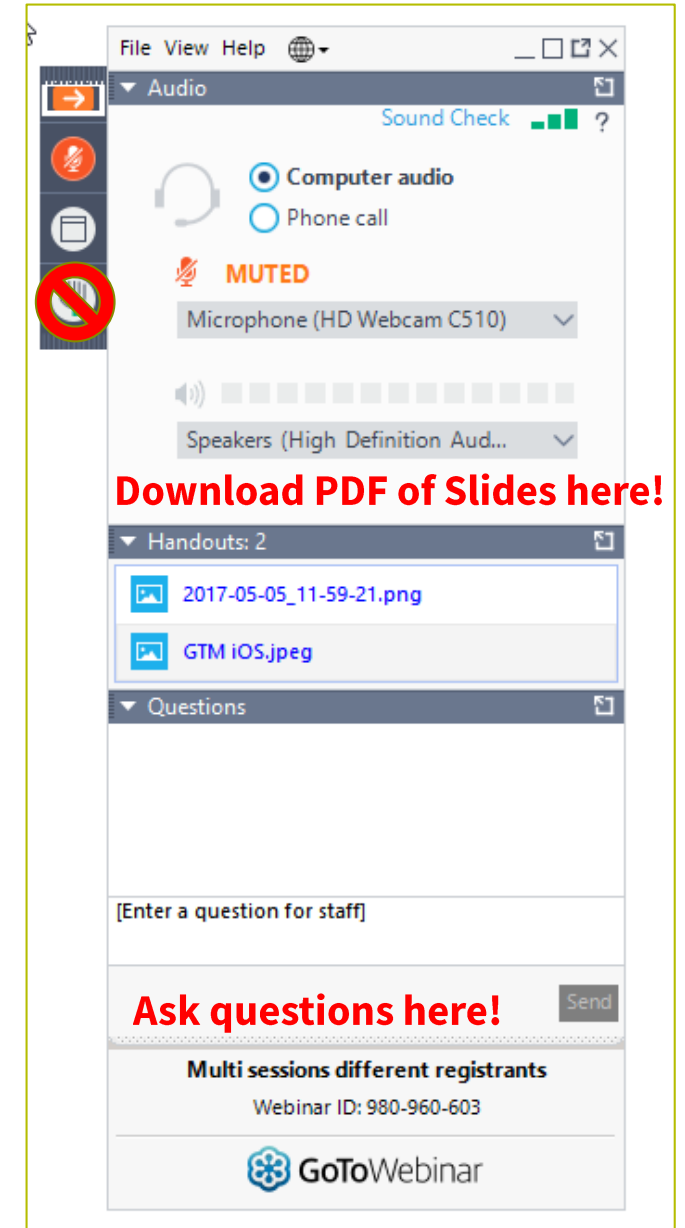 File View Help
Audio
Sound Check ?
Computer audio
Phone call
MUTED
Microphone (HD Webcam C510)
Speakers (High Definition Aud...
Download PDF of Slides here!
Handouts: 2
2017-05-05_11-59-21.png
GTM iOS.jpeg
Questions
[Enter a question for staff]
Ask questions here!
Send
Multi sessions different registrants
Webinar ID: 980-960-603
GoToWebinar